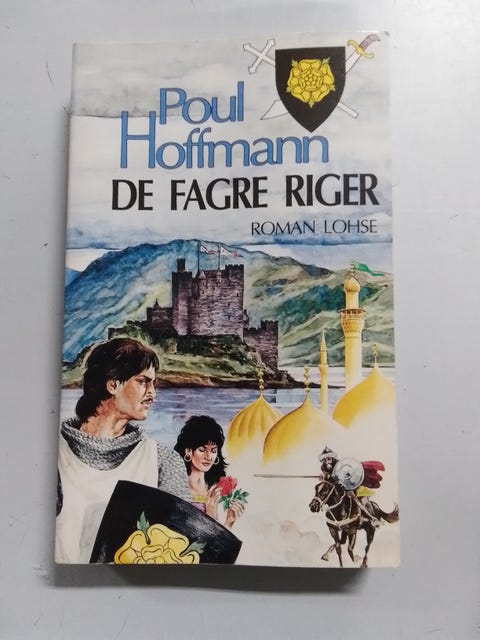 Poul
Hoffmann
DE FAGRE RIGER
ROMAN LOHSE